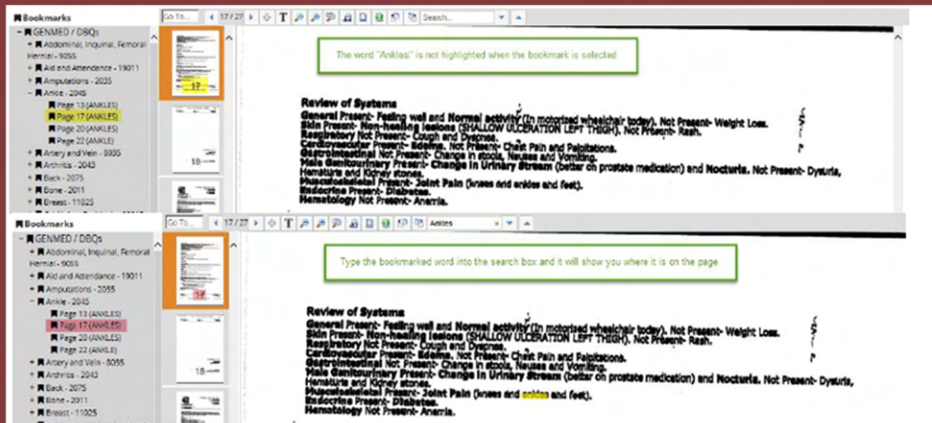 Bookmarks
GENMED / DBQs
Abdominal, Inguinal, Femoral
Hernial - 9055
Aid and Attendance - 19011
Amputations - 2055
Ankle - 2045
Page 13 (ANKLES)
Page 17 (ANKLES)
Page 20 (ANKLES)
Page 22 (ANKLE)
Artery and Vein - 8055
Arthritis - 2043
Back - 2075
Bone - 2011
Breast - 11025
Go To...
17 / 27
Search...
17
18
The word "Ankles" is not highlighted when the bookmark is selected
Review of Systems
General Present- Feeling well and Normal activity (In motorized wheelchair today). Not Present- Weight Loss.
Skin Present- Non-healing lesions (SHALLOW ULCERATION LEFT THIGH). Not Present- Rash.
Respiratory Not Present- Cough and Dyspnea.
Cardiovascular Present- Edema. Not Present- Chest Pain and Palpitations.
Gastrointestinal Not Present- Change in stools, Nausea and Vomiting.
Male Genitourinary Present- Change in Urinary Stream (better on prostate medication) and Nocturia. Not Present- Dysuria,
Hematuria and Kidney stones.
Musculoskeletal Present- Joint Pain (knees and ankles and feet).
Endocrine Present- Diabetes.
Hematology Not Present- Anemia.
Bookmarks
GENMED / DBQs
Abdominal, Inguinal, Femoral
Hernial - 9055
Aid and Attendance - 19011
Amputations - 2055
Ankle - 2045
Page 13 (ANKLES)
Page 17 (ANKLES)
Page 20 (ANKLES)
Page 22 (ANKLE)
Artery and Vein - 8055
Arthritis - 2043
Back - 2075
Bone - 2011
Breast - 11025
Go To...
17 / 27
Ankles
17
18
Type the bookmarked word into the search box and it will show you where it is on the page
Review of Systems
General Present- Feeling well and Normal activity (In motorized wheelchair today). Not Present- Weight Loss.
Skin Present- Non-healing lesions (SHALLOW ULCERATION LEFT THIGH). Not Present- Rash.
Respiratory Not Present- Cough and Dyspnea.
Cardiovascular Present- Edema. Not Present- Chest Pain and Palpitations.
Gastrointestinal Not Present- Change in stools, Nausea and Vomiting.
Male Genitourinary Present- Change in Urinary Stream (better on prostate medication) and Nocturia. Not Present- Dysuria,
Hematuria and Kidney stones.
Musculoskeletal Present- Joint Pain (knees and ankles and feet).
Endocrine Present- Diabetes.
Hematology Not Present- Anemia.